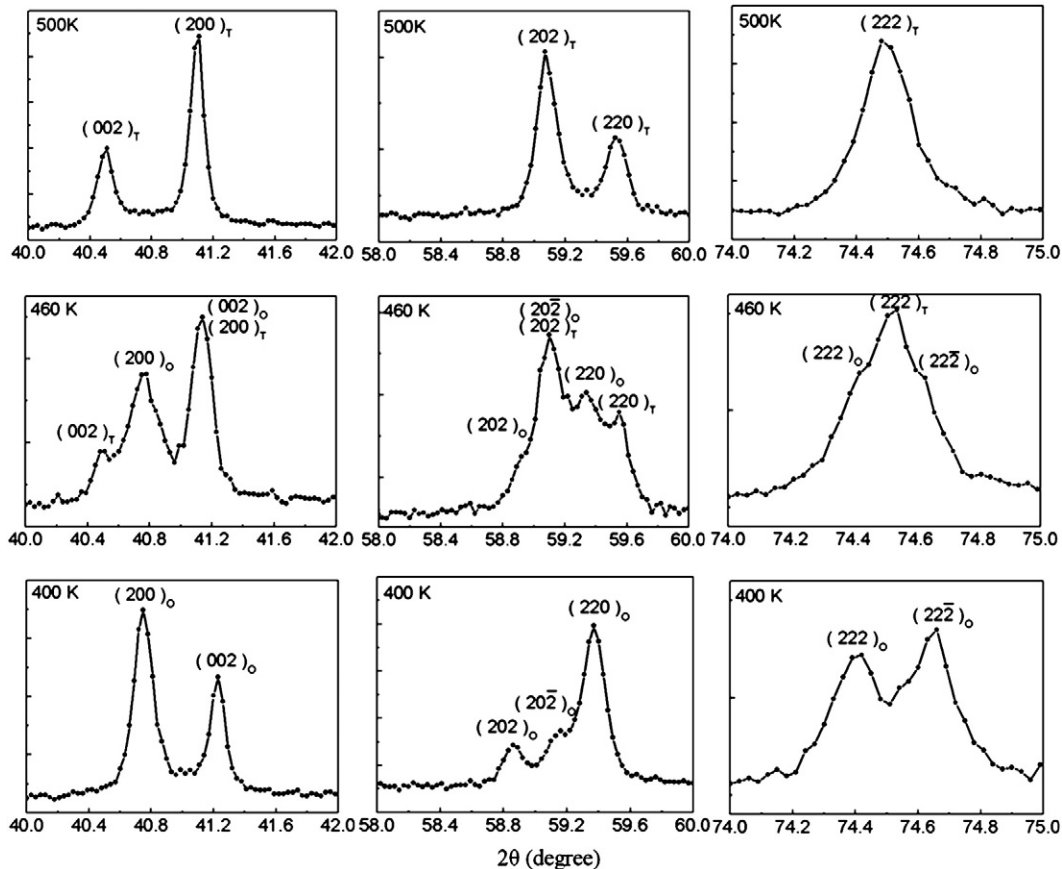 500K
(002)T
(200)T
40.0 40.4 40.8 41.2 41.6 42.0
500K
(202)T
(220)T
58.0 58.4 58.8 59.2 59.6 60.0
500K
(222)T
74.0 74.2 74.4 74.6 74.8 75.0
460 K
(002)T
(200)O
(002)O
(200)T
40.0 40.4 40.8 41.2 41.6 42.0
460 K
(202̅)O
(202)T
(202)O
(220)O
(220)T
58.0 58.4 58.8 59.2 59.6 60.0
460 K
(222)T
(222)O
(222̅)O
74.0 74.2 74.4 74.6 74.8 75.0
400 K
(200)O
(002)O
40.0 40.4 40.8 41.2 41.6 42.0
400 K
(202)O
(202̅)O
(220)O
58.0 58.4 58.8 59.2 59.6 60.0
400 K
(222)O
(222̅)O
74.0 74.2 74.4 74.6 74.8 75.0
2θ (degree)